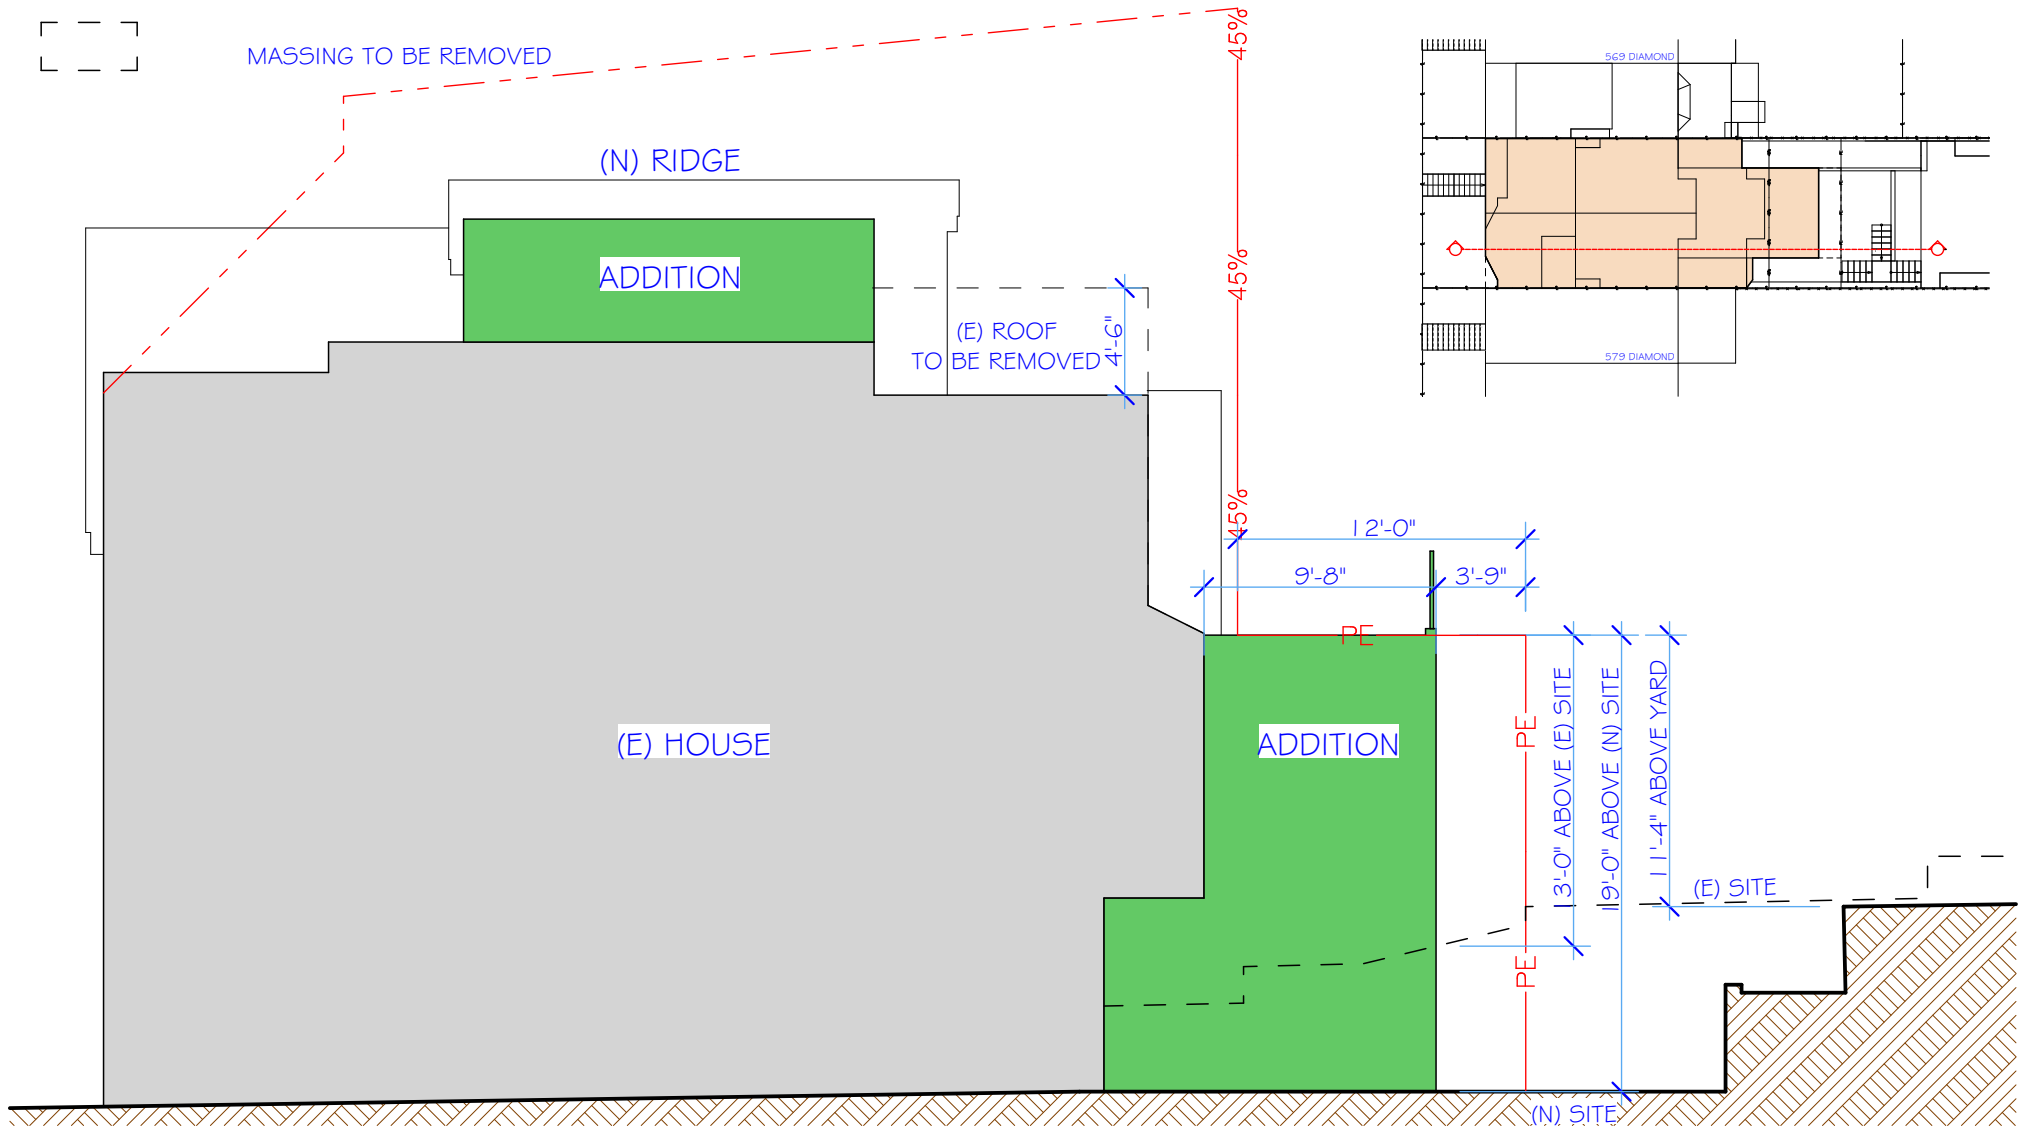 MASSING TO BE REMOVED
45%
569 DIAMOND
(N) RIDGE
ADDITION
45%
(E) ROOF
TO BE REMOVED
4'-6"
579 DIAMOND
45%
12'-0"
9'-8"
3'-9"
PE
(E) HOUSE
ADDITION
PE
13'-0" ABOVE (E) SITE
19'-0" ABOVE (N) SITE
11'-4" ABOVE YARD
(E) SITE
PE
(N) SITE